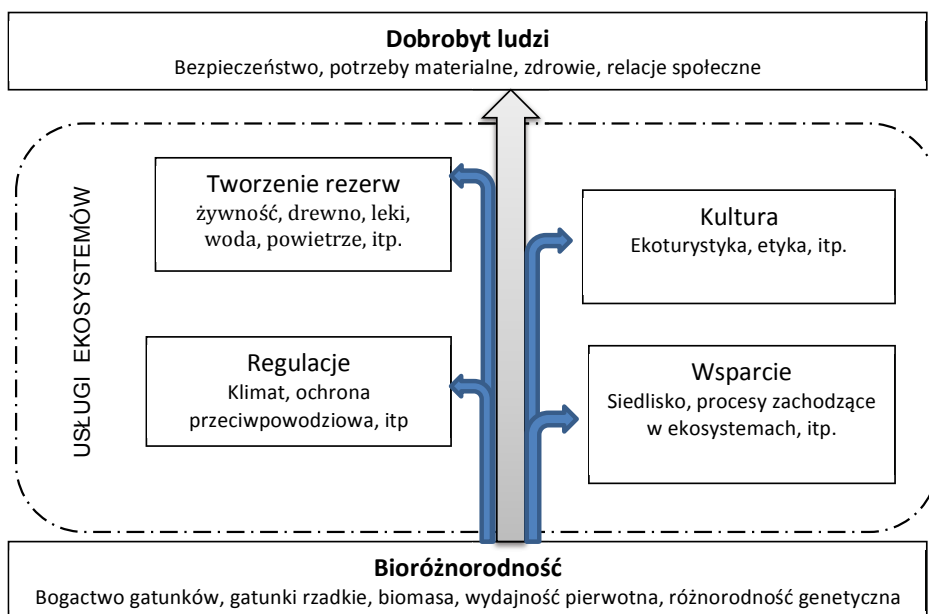 Dobrobyt ludzi
Bezpieczeństwo, potrzeby materialne, zdrowie, relacje społeczne
USŁUGI EKOSYSTEMÓW
Tworzenie rezerw
żywność, drewno, leki,
woda, powietrze, itp.
Kultura
Ekoturystyka, etyka, itp.
Regulacje
Klimat, ochrona
przeciwpowodziowa, itp
Wsparcie
Siedlisko, procesy zachodzące
w ekosystemach, itp.
Bioróżnorodność
Bogactwo gatunków, gatunki rzadkie, biomasa, wydajność pierwotna, różnorodność genetyczna